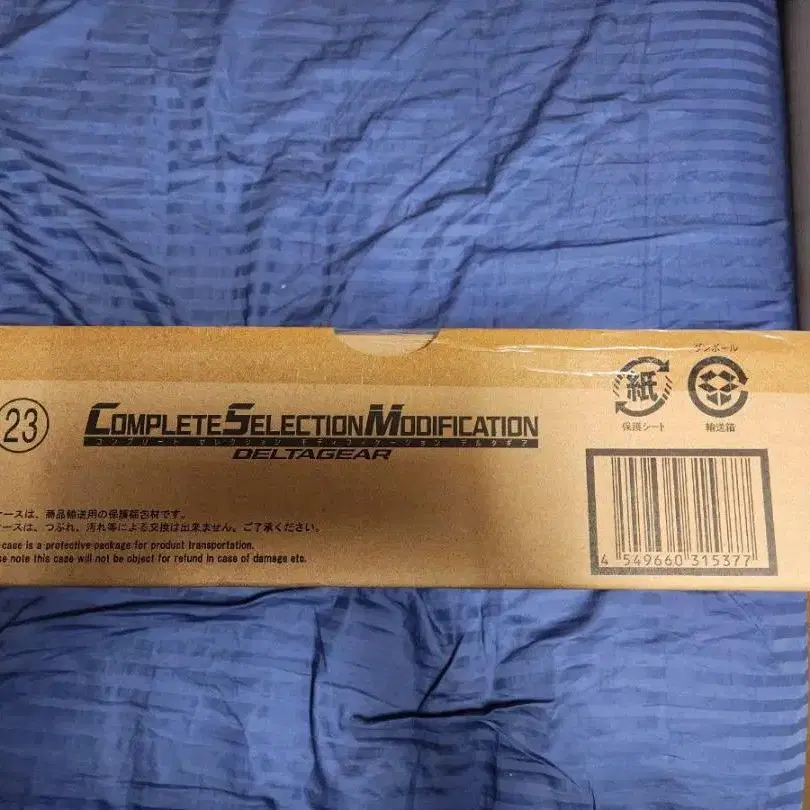 ダンボール
紙
保護シート
輸送箱
23
COMPLETE SELECTION MODIFICATION
コンプリート セレクション モディフィケーション デルタギア
DELTAGEAR
ースは、商品輸送用の保護梱包材です。
ースは、つぶれ、汚れ等による交換は出来ません。ご了承ください。
case is a protective package for product transportation.
se note this case will not be object for refund in case of damage etc.
4 549660 315377